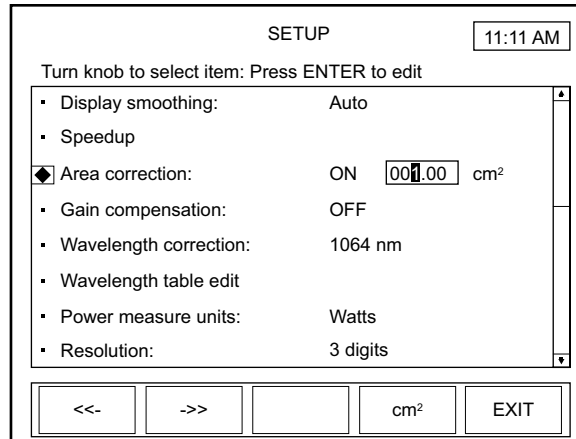 SETUP
11:11 AM
Turn knob to select item: Press ENTER to edit
Display smoothing: Auto
Speedup
Area correction: ON 001.00 cm²
Gain compensation: OFF
Wavelength correction: 1064 nm
Wavelength table edit
Power measure units: Watts
Resolution: 3 digits
<<- ->> cm² EXIT